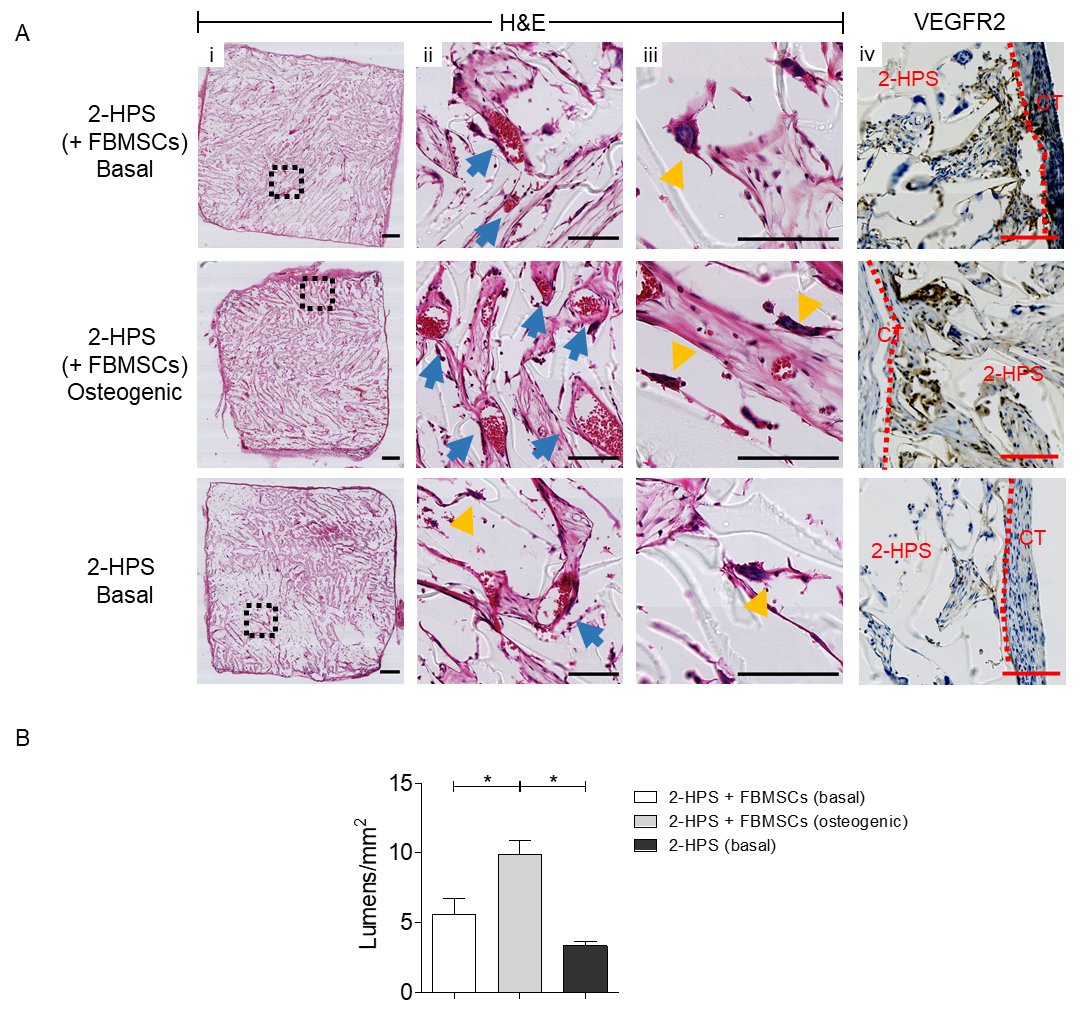 A
H&E
VEGFR2
i
ii
iii
iv
2-HPS
(+ FBMSCs)
Basal
2-HPS
CT
2-HPS
(+ FBMSCs)
Osteogenic
CT
2-HPS
2-HPS
Basal
2-HPS
CT
B
15
10
5
0
Lumens/mm²
*
*
2-HPS + FBMSCs (basal)
2-HPS + FBMSCs (osteogenic)
2-HPS (basal)